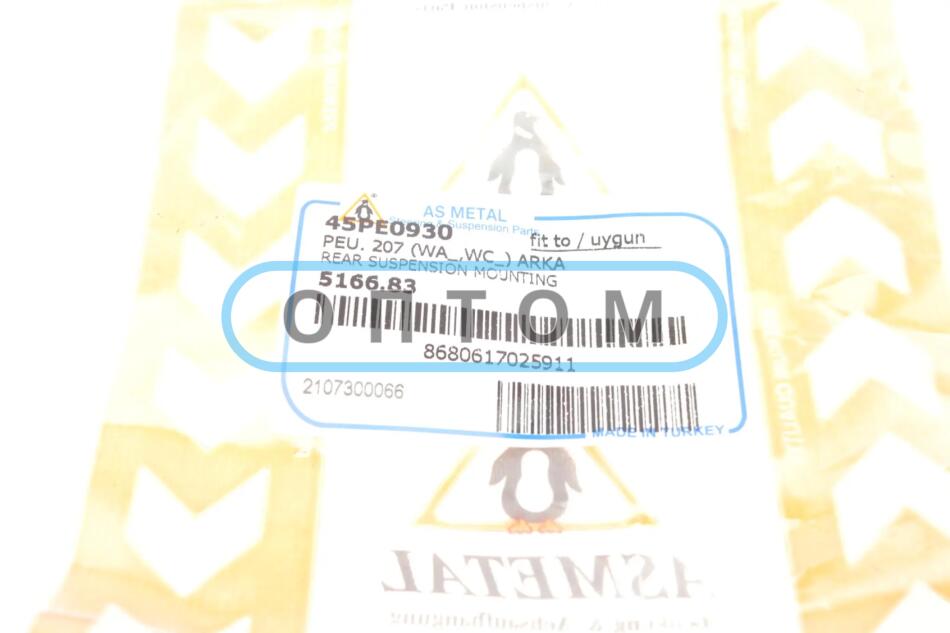 AS METAL
Steering & Suspension Parts
45PE0930
fit to / uygun
PEU. 207 (WA_,WC_) ARKA
REAR SUSPENSION MOUNTING
5166.83
ОПТОМ
8680617025911
2107300066
MADE IN TURKEY
ASMETAL
& Achsaufhangung